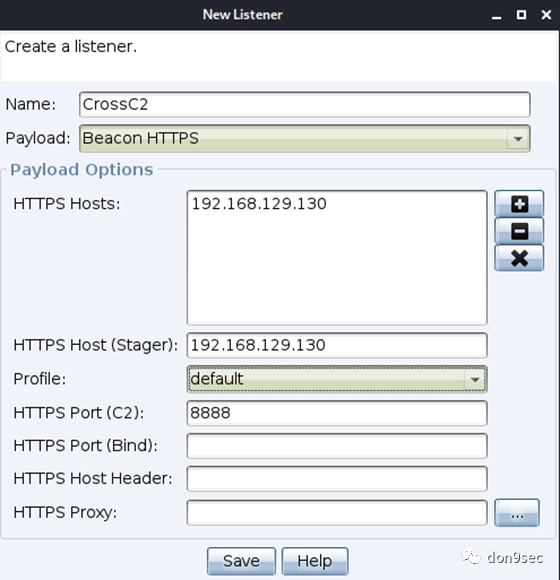 New Listener
Create a listener.
Name: CrossC2
Payload: Beacon HTTPS
Payload Options
HTTPS Hosts: 192.168.129.130
HTTPS Host (Stager): 192.168.129.130
Profile: default
HTTPS Port (C2): 8888
HTTPS Port (Bind):
HTTPS Host Header:
HTTPS Proxy: ...
Save Help
don9sec